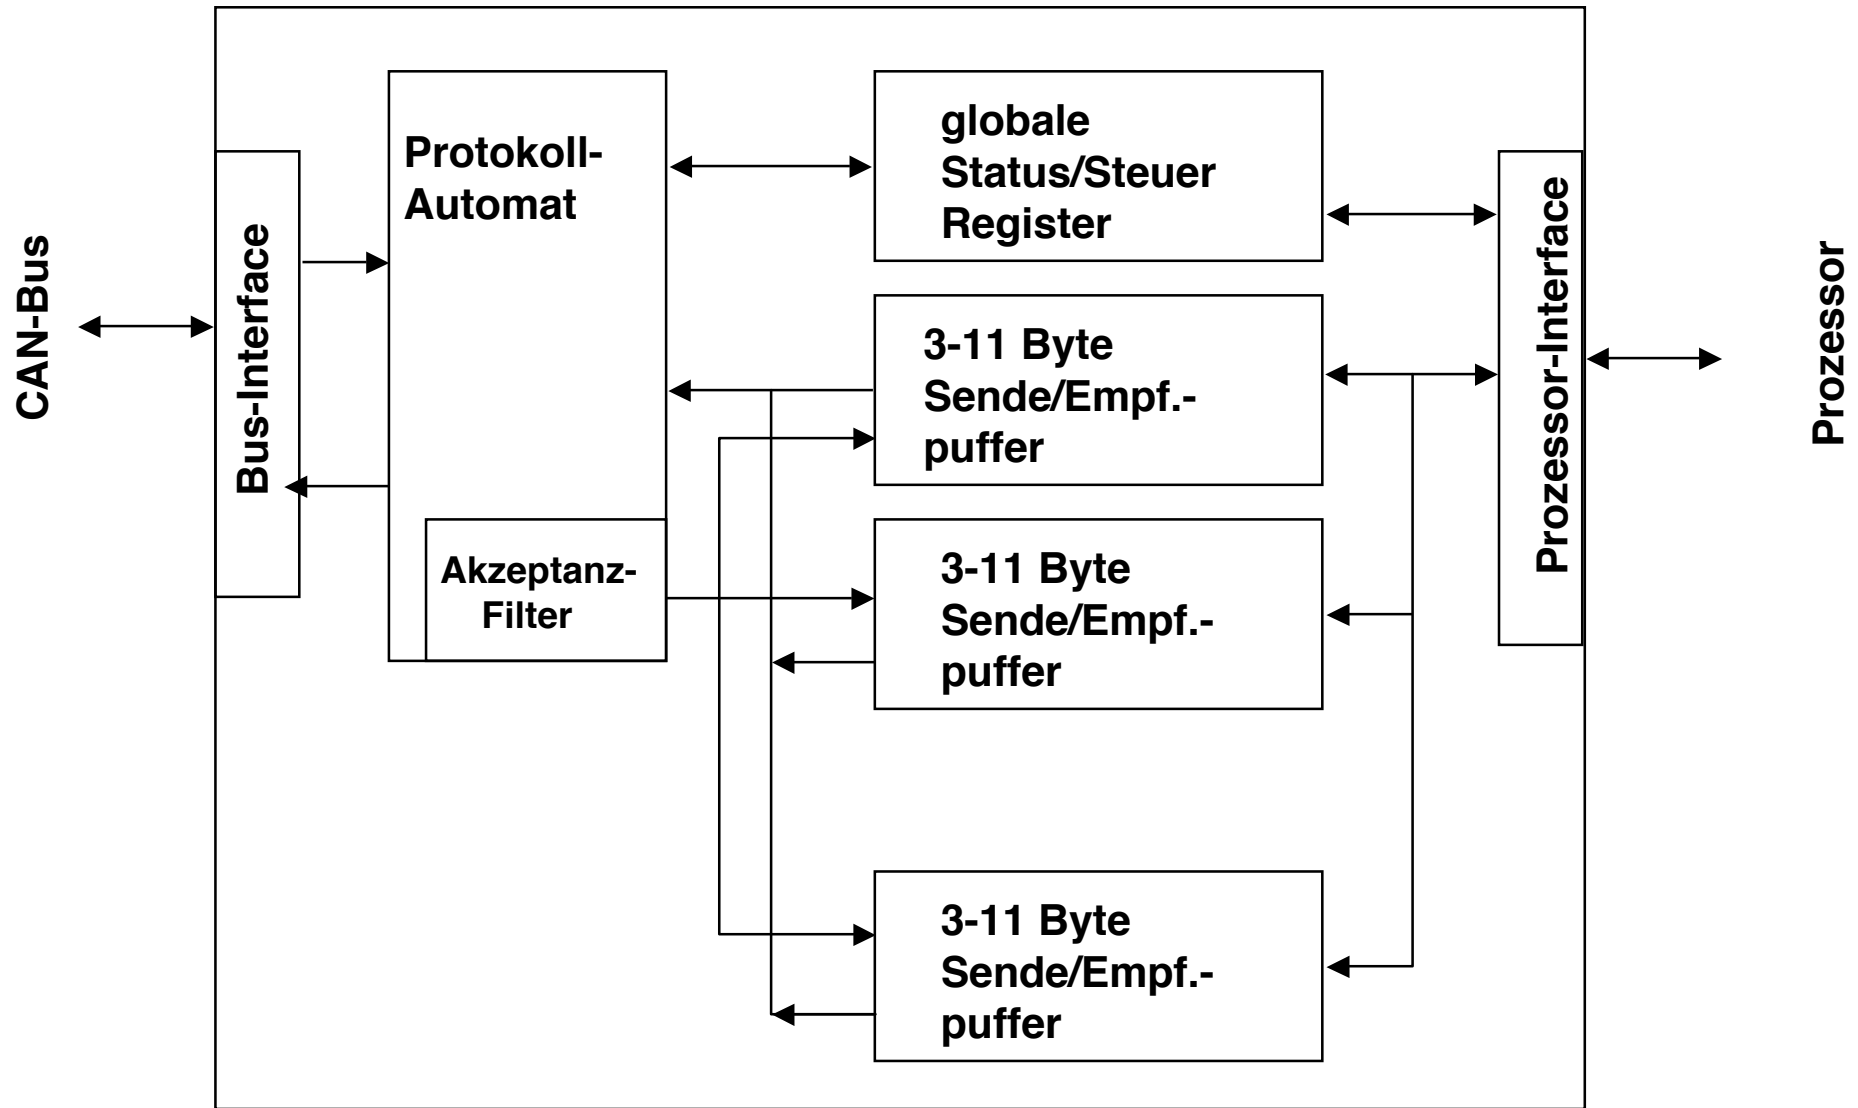 CAN-Bus
Bus-Interface
Protokoll-
Automat
Akzeptanz-
Filter
globale
Status/Steuer
Register
3-11 Byte
Sende/Empf.-
puffer
3-11 Byte
Sende/Empf.-
puffer
3-11 Byte
Sende/Empf.-
puffer
Prozessor-Interface
Prozessor